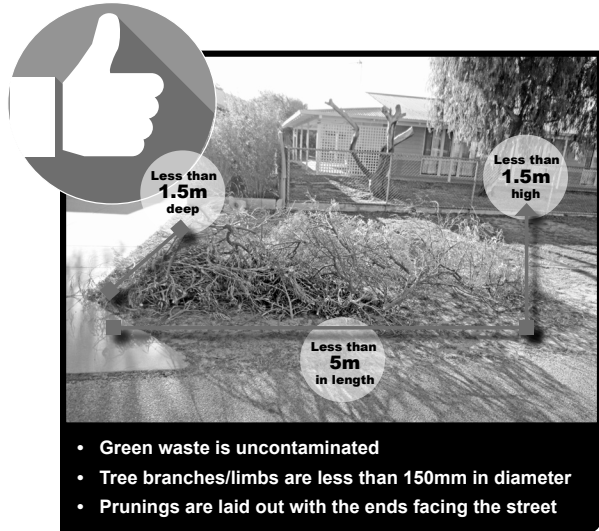 Less than
1.5m
deep
Less than
1.5m
high
Less than
5m
in length
• Green waste is uncontaminated
• Tree branches/limbs are less than 150mm in diameter
• Prunings are laid out with the ends facing the street